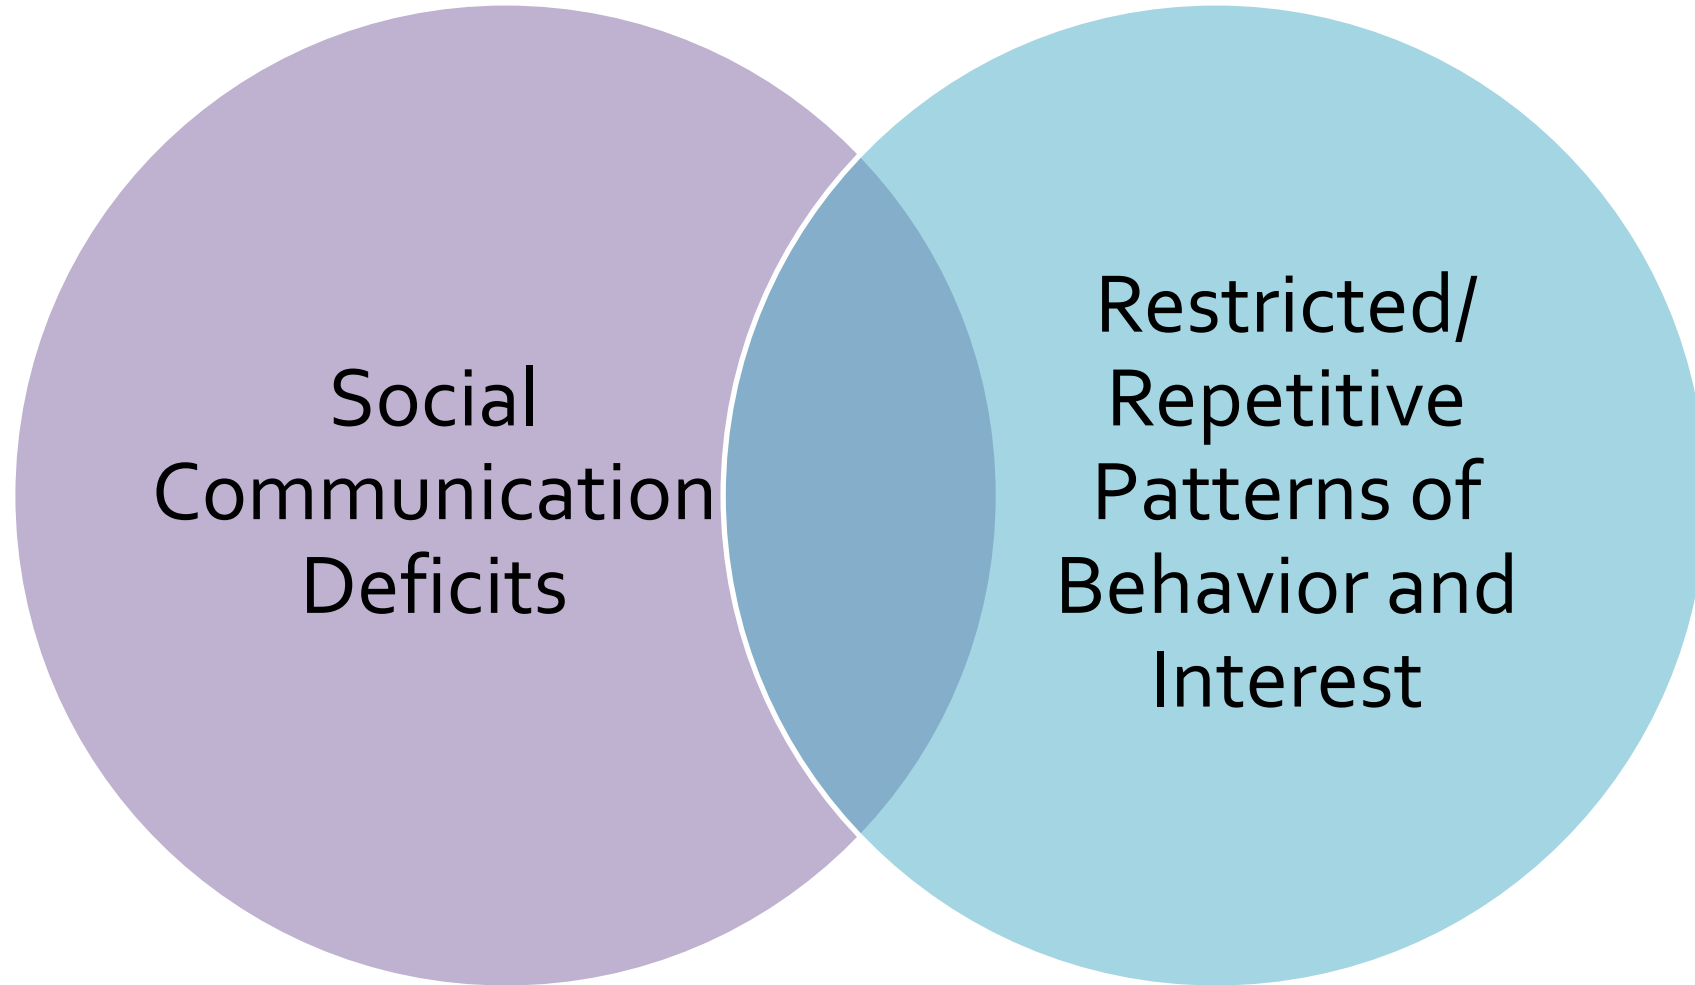 Social
Communication
Deficits
Restricted/
Repetitive
Patterns of
Behavior and
Interest